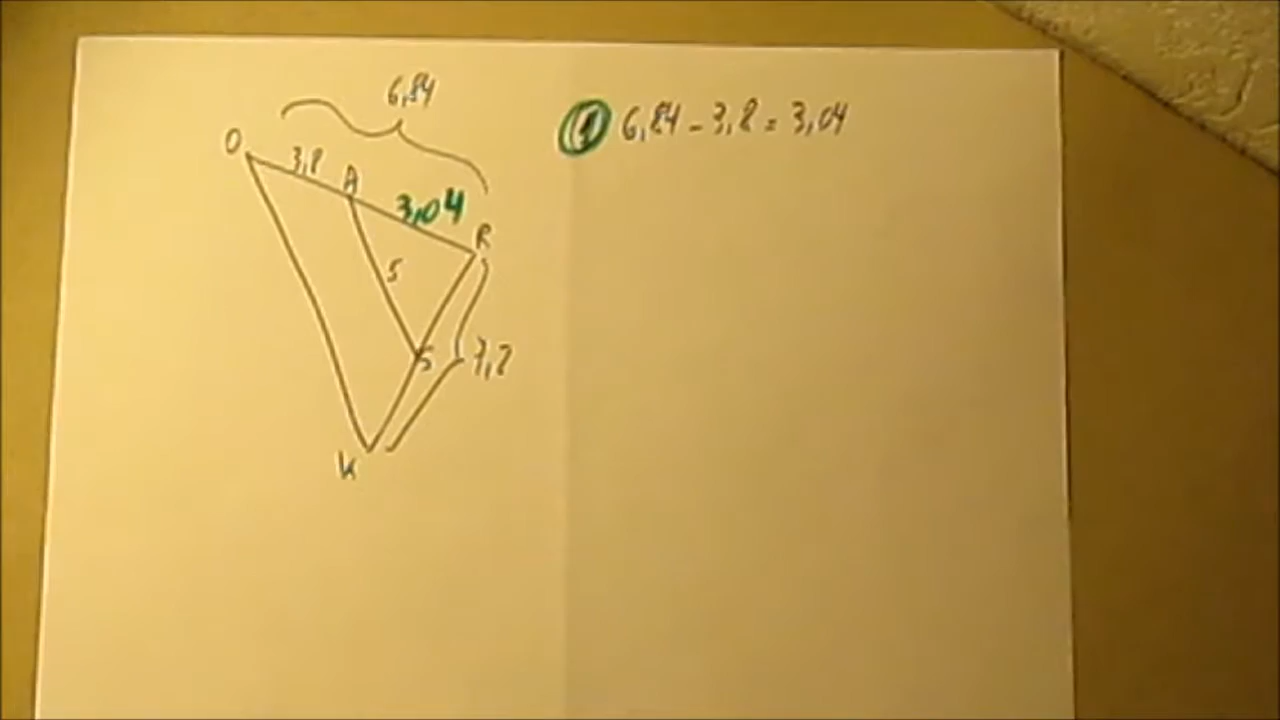 6,84
① 6,84 - 3,8 = 3,04
O
3,8
A
3,04
R
5
S
7,2
K